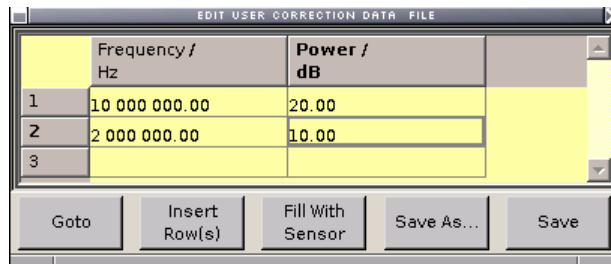 EDIT USER CORRECTION DATA FILE
Frequency / Power /
Hz dB
1 10 000 000.00 20.00
2 2 000 000.00 10.00
3
Goto Insert Row(s) Fill With Sensor Save As... Save